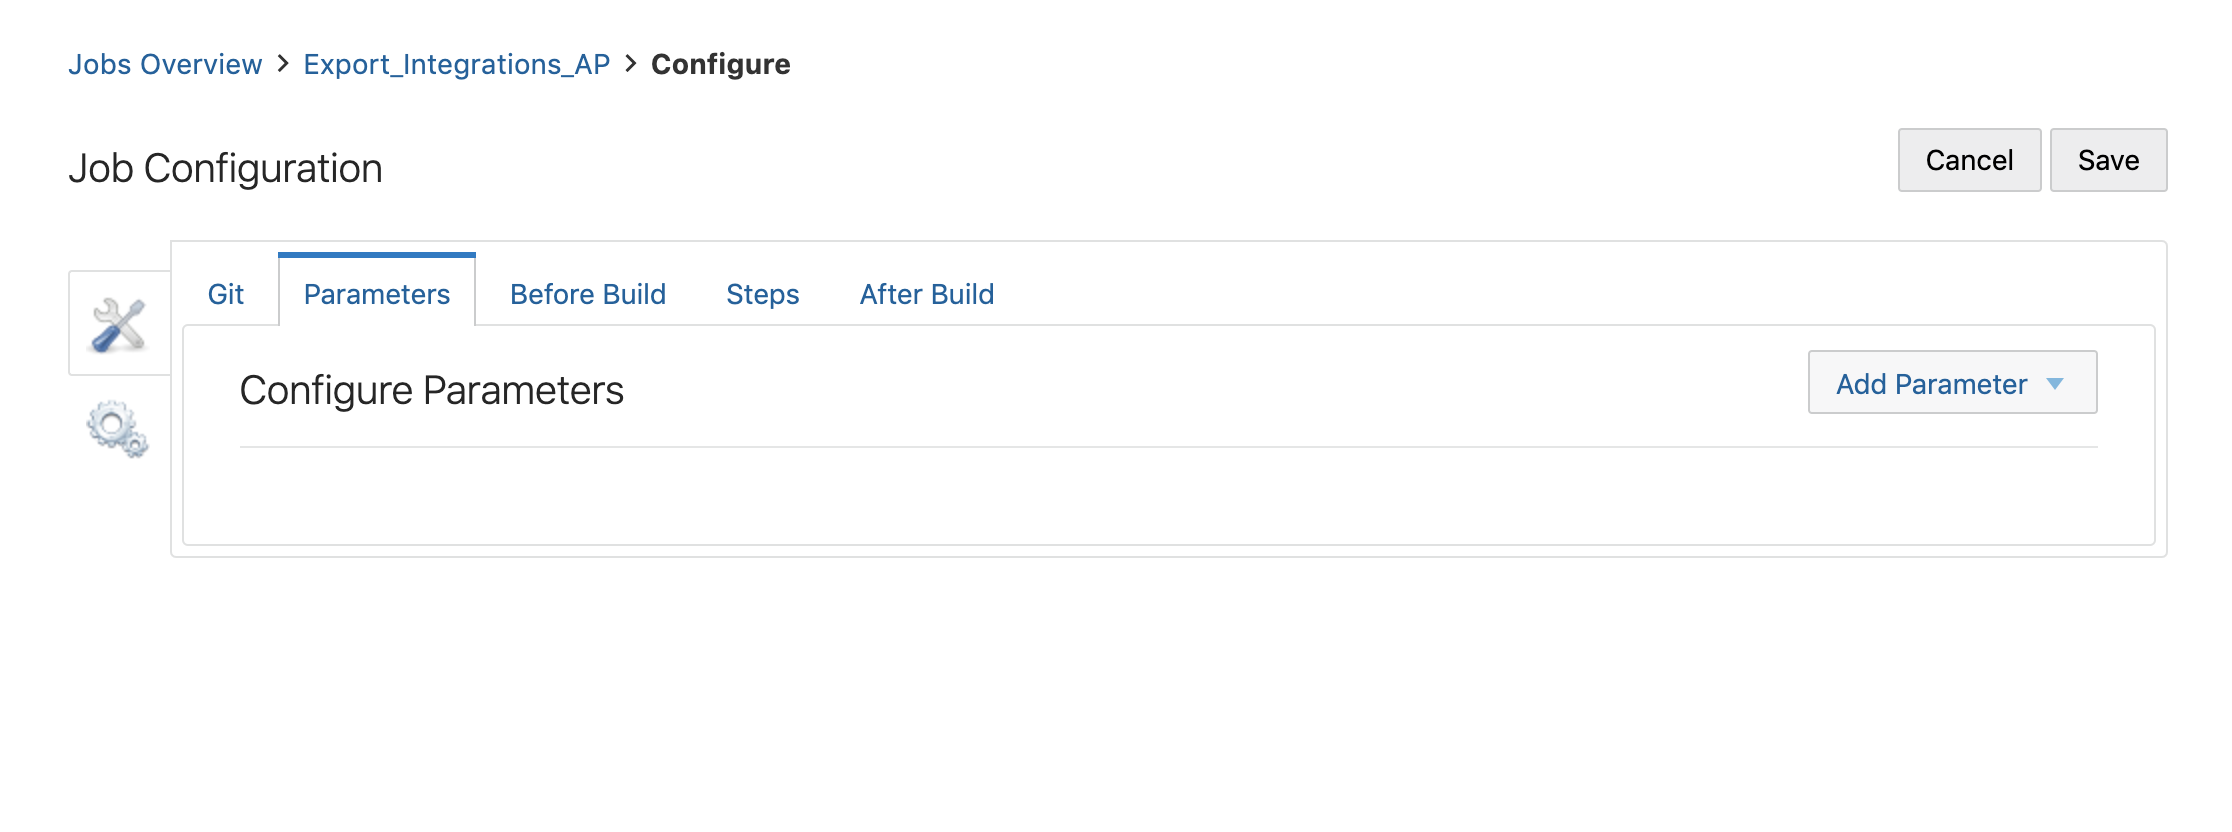 Jobs Overview > Export_Integrations_AP > Configure
Job Configuration
Cancel Save
Git Parameters Before Build Steps After Build
Configure Parameters
Add Parameter